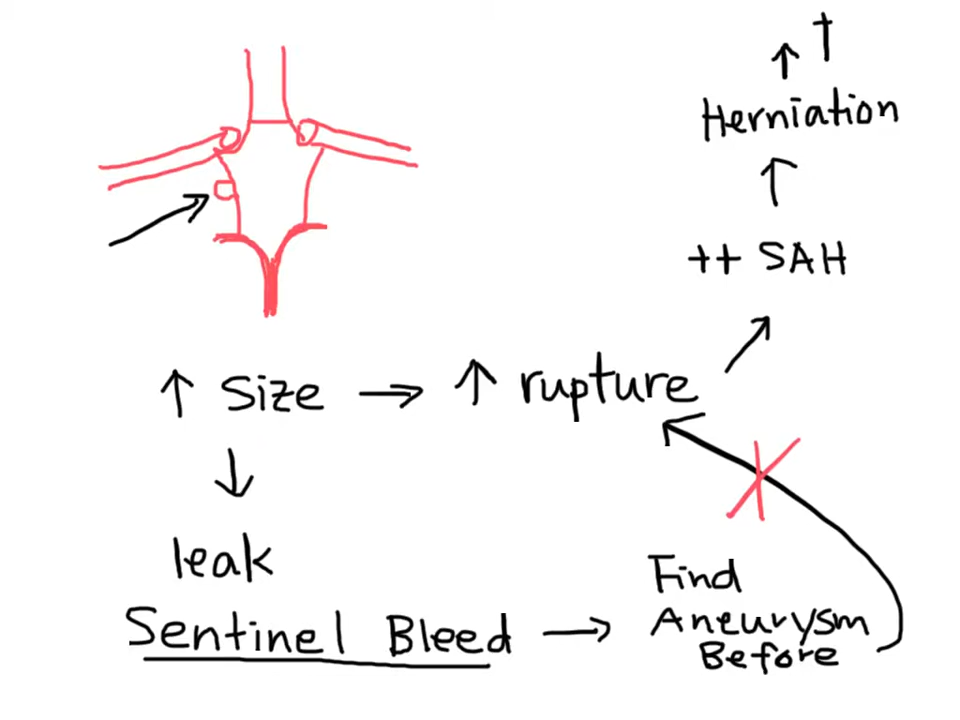 ↑ †
Herniation
↑
++ SAH
↑ Size → ↑ rupture
↓
leak
Sentinel Bleed →
Find
Aneurysm
Before